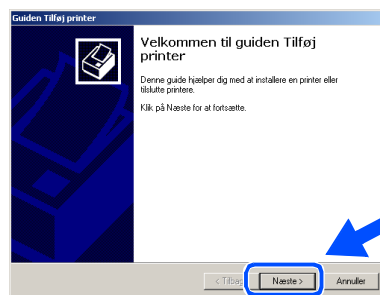 Guiden Tilføj printer
Velkommen til guiden Tilføj
printer
Denne guide hjælper dig med at installere en printer eller
tilslutte printere.
Klik på Næste for at fortsætte.
< Tilbage Næste > Annuller